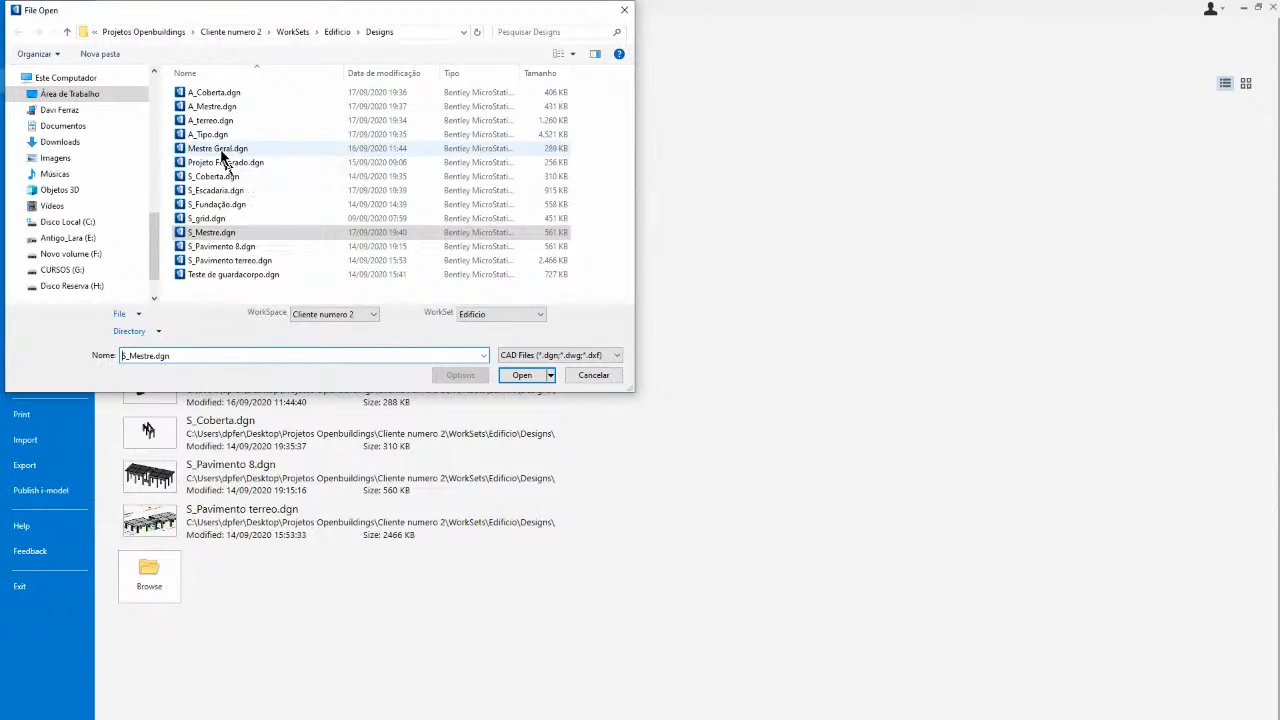 File Open
« Projetos Openbuildings > Cliente numero 2 > WorkSets > Edificio > Designs
Pesquisar Designs
Organizar
Nova pasta
Este Computador
Área de Trabalho
Davi Ferraz
Documentos
Downloads
Imagens
Músicas
Objetos 3D
Vídeos
Disco Local (C:)
Antigo_Lara (E:)
Novo volume (F:)
CURSOS (G:)
Disco Reserva (H:)
Nome Data de modificação Tipo Tamanho
A_Coberta.dgn 17/09/2020 19:36 Bentley MicroStati... 406 KB
A_Mestre.dgn 17/09/2020 19:37 Bentley MicroStati... 431 KB
A_terreo.dgn 17/09/2020 19:34 Bentley MicroStati... 1.260 KB
A_Tipo.dgn 17/09/2020 19:35 Bentley MicroStati... 4.521 KB
Mestre Geral.dgn 16/09/2020 11:44 Bentley MicroStati... 289 KB
Projeto 15/09/2020 09:06 Bentley MicroStati... 256 KB
S_Coberta.dgn 14/09/2020 19:35 Bentley MicroStati... 310 KB
S_Escadaria.dgn 17/09/2020 19:39 Bentley MicroStati... 915 KB
S_Fundação.dgn 14/09/2020 14:39 Bentley MicroStati... 558 KB
S_grid.dgn 09/09/2020 07:59 Bentley MicroStati... 451 KB
S_Mestre.dgn 17/09/2020 19:40 Bentley MicroStati... 561 KB
S_Pavimento 8.dgn 14/09/2020 19:15 Bentley MicroStati... 561 KB
S_Pavimento terreo.dgn 14/09/2020 15:53 Bentley MicroStati... 2.466 KB
Teste de guardacorpo.dgn 14/09/2020 15:41 Bentley MicroStati... 727 KB
File
WorkSpace Cliente numero 2 WorkSet Edificio
Directory
Nome: S_Mestre.dgn CAD Files (*.dgn;*.dwg;*.dxf)
Options Open Cancelar
Print
Import
Export
Publish i-model
Help
Feedback
Exit
Modified: 16/09/2020 11:44:40 Size: 288 KB
S_Coberta.dgn
C:\Users\dpfer\Desktop\Projetos Openbuildings\Cliente numero 2\WorkSets\Edificio\Designs\
Modified: 14/09/2020 19:35:37 Size: 310 KB
S_Pavimento 8.dgn
C:\Users\dpfer\Desktop\Projetos Openbuildings\Cliente numero 2\WorkSets\Edificio\Designs\
Modified: 14/09/2020 19:15:16 Size: 560 KB
S_Pavimento terreo.dgn
C:\Users\dpfer\Desktop\Projetos Openbuildings\Cliente numero 2\WorkSets\Edificio\Designs\
Modified: 14/09/2020 15:53:33 Size: 2466 KB
Browse